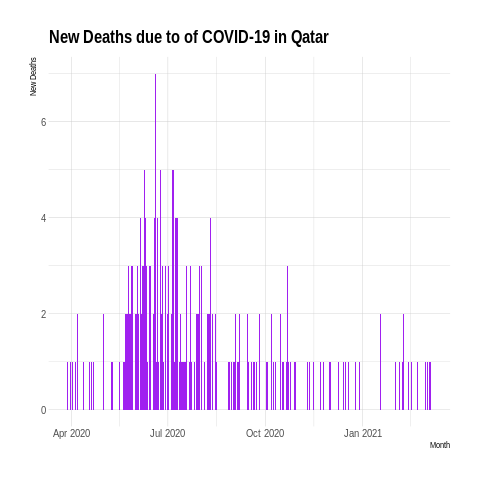 New Deaths due to of COVID-19 in Qatar
New Deaths
6
4
2
0
Apr 2020 Jul 2020 Oct 2020 Jan 2021
Month